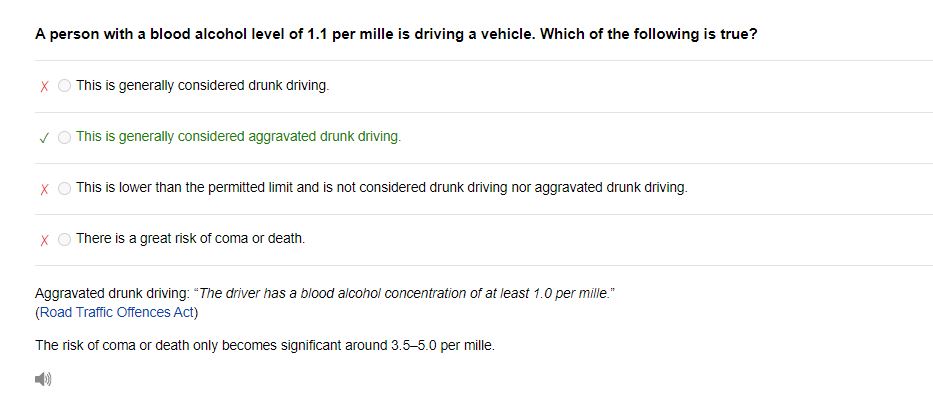 A person with a blood alcohol level of 1.1 per mille is driving a vehicle. Which of the following is true?
✗ This is generally considered drunk driving.
✓ This is generally considered aggravated drunk driving.
✗ This is lower than the permitted limit and is not considered drunk driving nor aggravated drunk driving.
✗ There is a great risk of coma or death.
Aggravated drunk driving: “The driver has a blood alcohol concentration of at least 1.0 per mille.”
(Road Traffic Offences Act)
The risk of coma or death only becomes significant around 3.5–5.0 per mille.